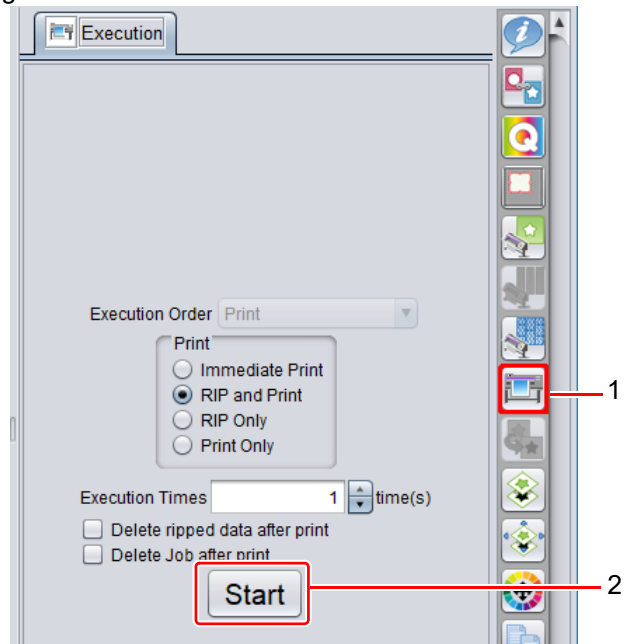 Execution
Execution Order Print
Print
Immediate Print
RIP and Print
RIP Only
Print Only
1
Execution Times 1 time(s)
Delete ripped data after print
Delete Job after print
Start
2